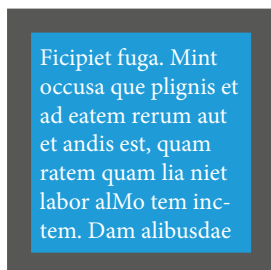 Ficipiet fuga. Mint
occusa que plignis et
ad eatem rerum aut
et andis est, quam
ratem quam lia niet
labor alMo tem inc-
tem. Dam alibusdae